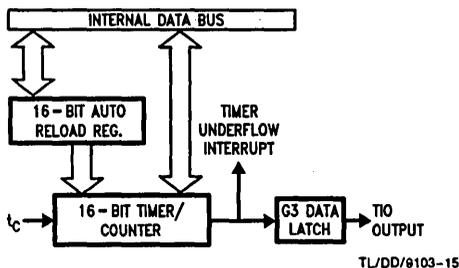 INTERNAL DATA BUS
16-BIT AUTO
RELOAD REG.
TIMER
UNDERFLOW
INTERRUPT
tC
16-BIT TIMER/
COUNTER
G3 DATA
LATCH
TIO
OUTPUT
TL/DD/9103-15